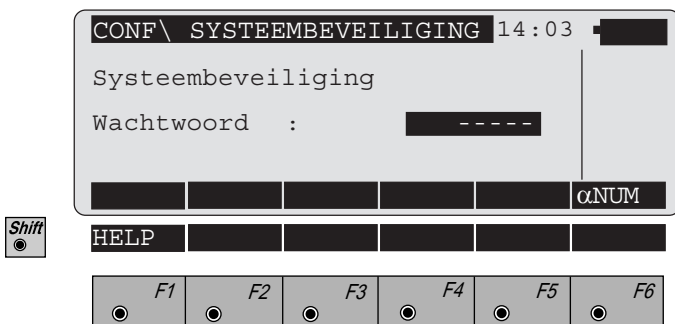 CONF\ SYSTEEMBEVEILIGING 14:03
Systeembeveiliging
Wachtwoord : -----
αNUM
Shift
HELP
F1 F2 F3 F4 F5 F6